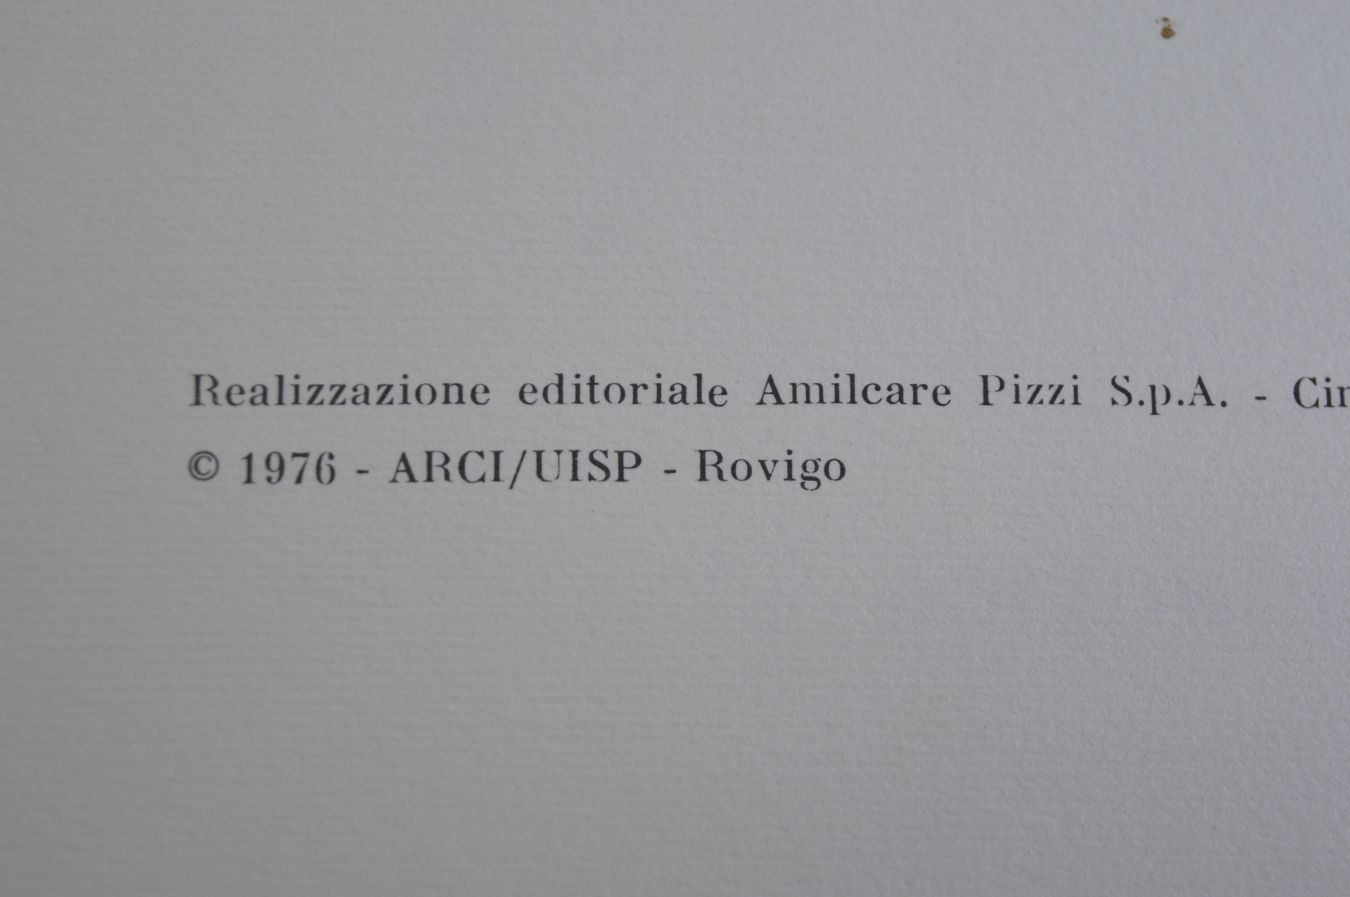 Realizzazione editoriale Amilcare Pizzi S.p.A. - 
© 1976 - ARCI/UISP - Rovigo